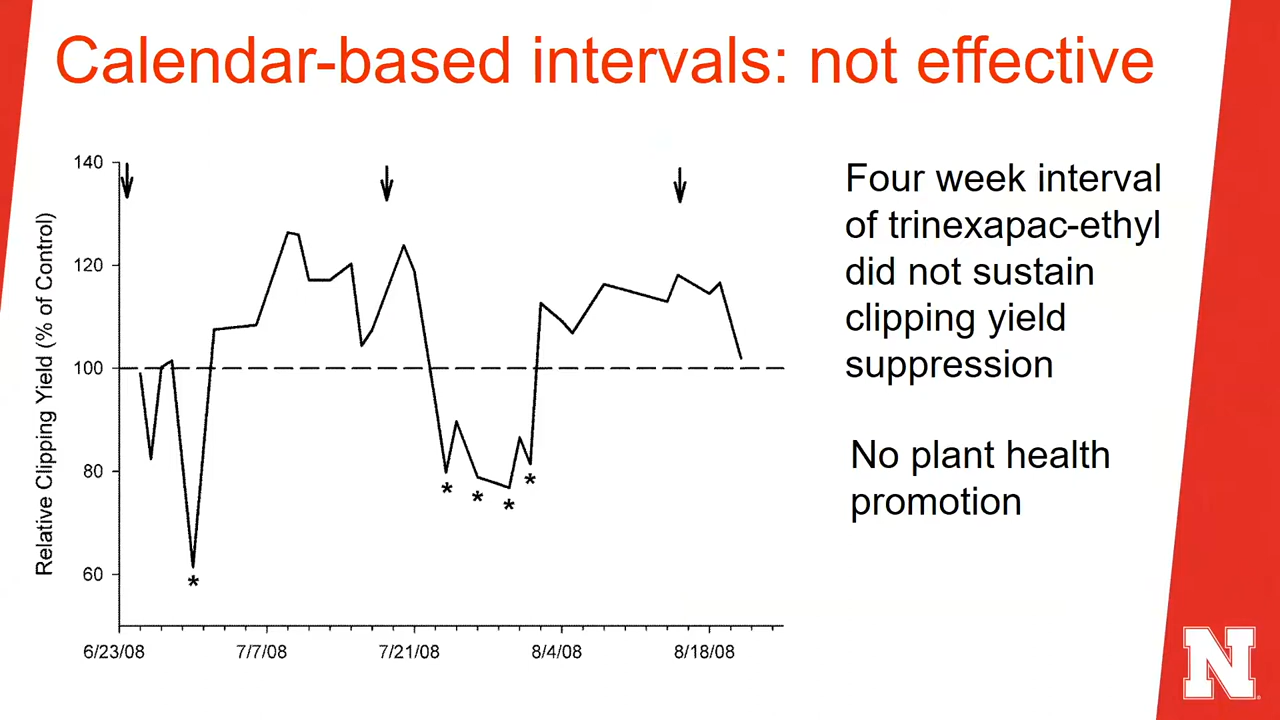 Calendar-based intervals: not effective
Relative Clipping Yield (% of Control)
140
120
100
80
60
*
*
*
*
*
6/23/08
7/7/08
7/21/08
8/4/08
8/18/08
Four week interval
of trinexapac-ethyl
did not sustain
clipping yield
suppression
No plant health
promotion
N